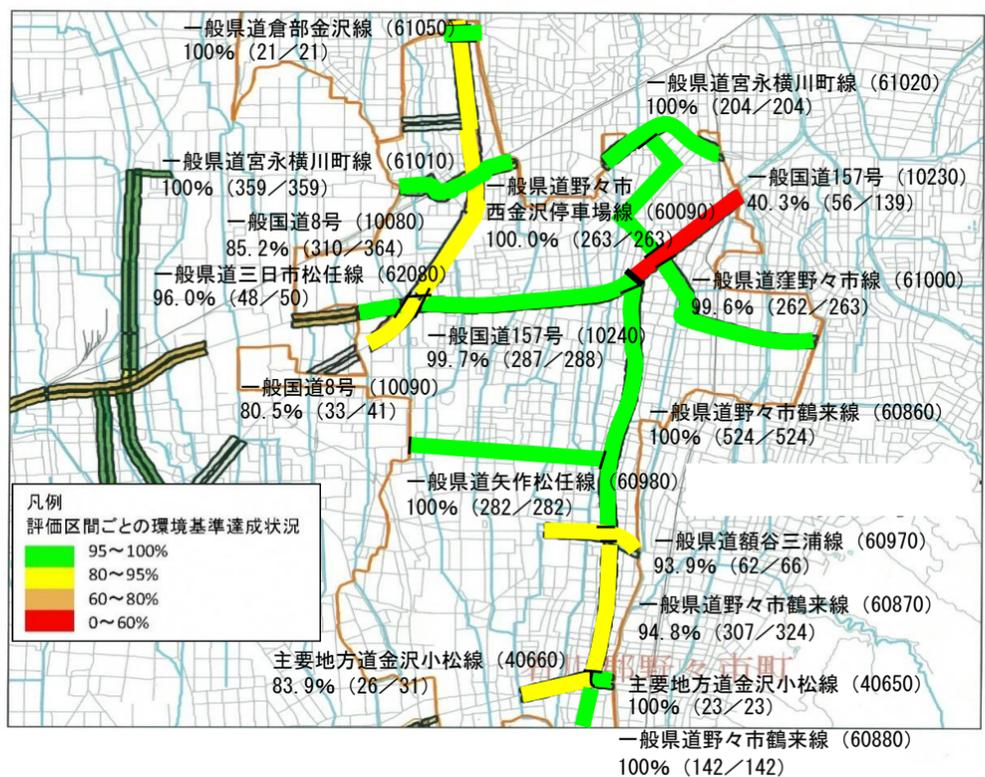 一般県道倉部金沢線（61050）
100%（21／21）
一般県道宮永横川町線（61020）
100%（204／204）
一般県道宮永横川町線（61010）
100%（359／359）
一般国道157号（10230）
40.3%（56／139）
一般県道野々市
西金沢停車場線（60090）
100.0%（263／263）
一般国道8号（10080）
85.2%（310／364）
一般県道三日市松任線（62080）
96.0%（48／50）
一般県道窪野々市線（61000）
99.6%（262／263）
一般国道157号（10240）
99.7%（287／288）
一般国道8号（10090）
80.5%（33／41）
一般県道野々市鶴来線（60860）
100%（524／524）
一般県道矢作松任線（60980）
100%（282／282）
凡例
評価区間ごとの環境基準達成状況
95～100%
80～95%
60～80%
0～60%
一般県道額谷三浦線（60970）
93.9%（62／66）
一般県道野々市鶴来線（60870）
94.8%（307／324）
野々市町
主要地方道金沢小松線（40660）
83.9%（26／31）
主要地方道金沢小松線（40650）
100%（23／23）
一般県道野々市鶴来線（60880）
100%（142／142）